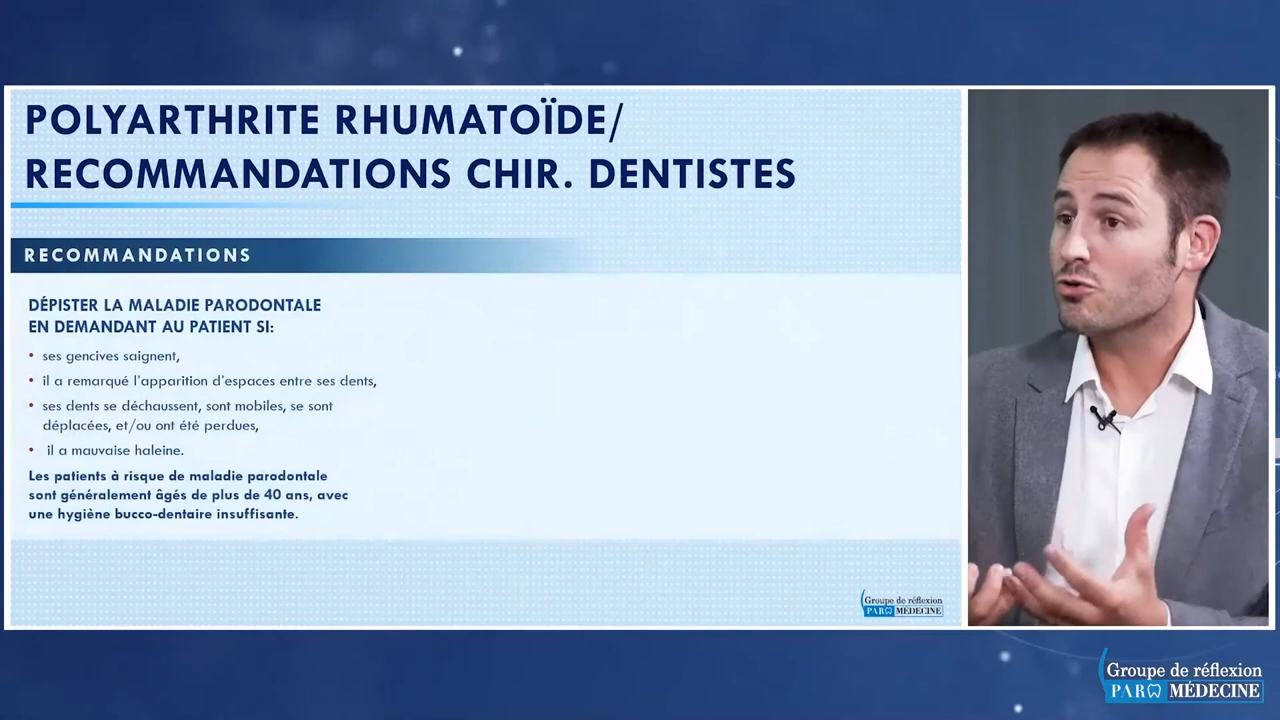 POLYARTHRITE RHUMATOÏDE/
RECOMMANDATIONS CHIR. DENTISTES
RECOMMANDATIONS
DÉPISTER LA MALADIE PARODONTALE
EN DEMANDANT AU PATIENT SI:
• ses gencives saignent,
• il a remarqué l'apparition d'espaces entre ses dents,
• ses dents se déchaussent, sont mobiles, se sont
déplacées, et/ou ont été perdues,
• il a mauvaise haleine.
Les patients à risque de maladie parodontale
sont généralement âgés de plus de 40 ans, avec
une hygiène bucco-dentaire insuffisante.
Groupe de réflexion
PARO MÉDECINE
Groupe de réflexion
PARO MÉDECINE